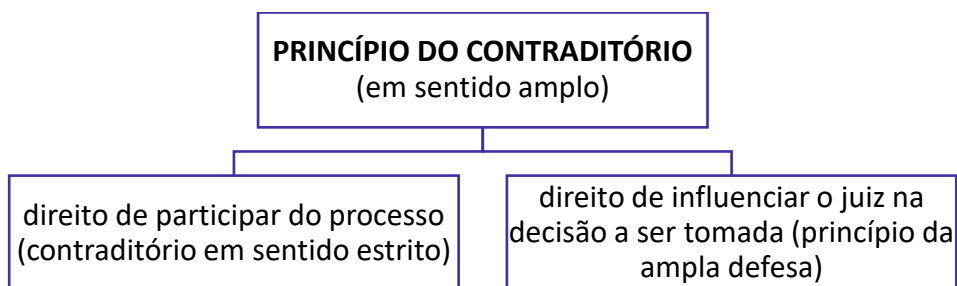 PRINCÍPIO DO CONTRADITÓRIO
(em sentido amplo)
direito de participar do processo
(contraditório em sentido estrito)
direito de influenciar o juiz na
decisão a ser tomada (princípio da
ampla defesa)